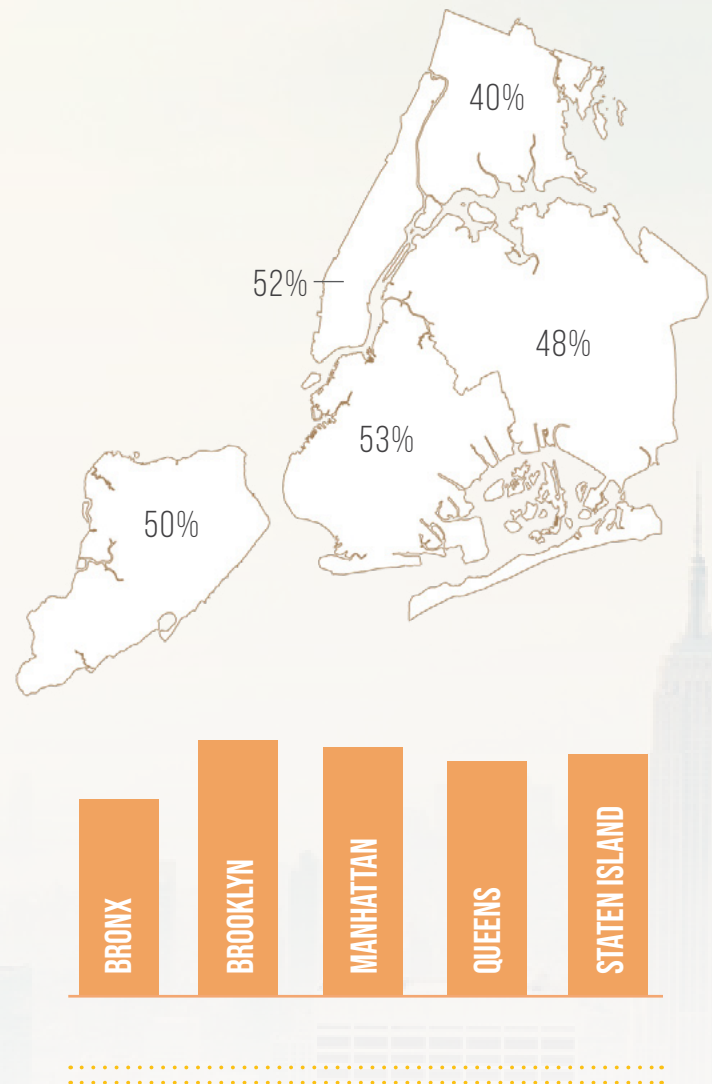 40%
52%
48%
53%
50%
BRONX
BROOKLYN
MANHATTAN
QUEENS
STATEN ISLAND